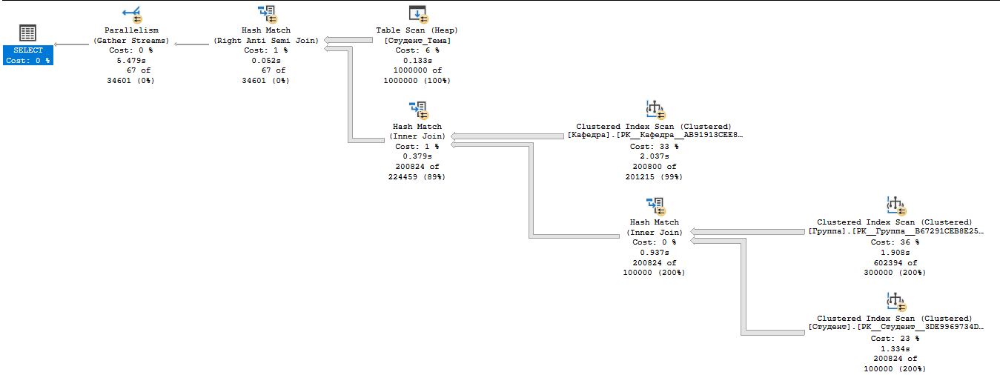 SELECT
Cost: 0 %
Parallelism
(Gather Streams)
Cost: 0 %
5.479s
67 of
34601 (0%)
Hash Match
(Right Anti Semi Join)
Cost: 1 %
0.052s
67 of
34601 (0%)
Table Scan (Heap)
[Студент_Тема]
Cost: 6 %
0.133s
1000000 of
1000000 (100%)
Hash Match
(Inner Join)
Cost: 1 %
0.379s
200824 of
224459 (89%)
Clustered Index Scan (Clustered)
[Кафедра].[PK__Кафедра__AB91913CEE8…
Cost: 33 %
2.037s
200800 of
201215 (99%)
Hash Match
(Inner Join)
Cost: 0 %
0.937s
200824 of
100000 (200%)
Clustered Index Scan (Clustered)
[Группа].[PK__Группа__B67291CEB8E25…
Cost: 36 %
1.908s
602394 of
300000 (200%)
Clustered Index Scan (Clustered)
[Студент].[PK__Студент__3DE9969734D…
Cost: 23 %
1.334s
200824 of
100000 (200%)